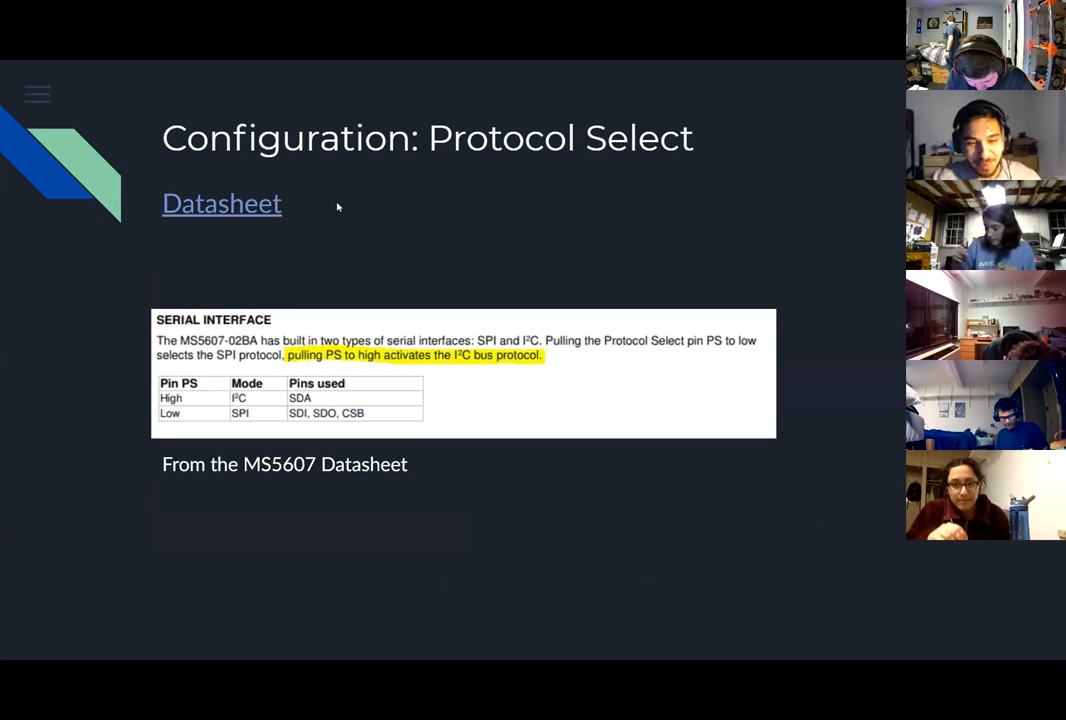 Configuration: Protocol Select
Datasheet
SERIAL INTERFACE
The MS5607-02BA has built in two types of serial interfaces: SPI and I²C. Pulling the Protocol Select pin PS to low
selects the SPI protocol, pulling PS to high activates the I²C bus protocol.
Pin PS Mode Pins used
High I²C SDA
Low SPI SDI, SDO, CSB
From the MS5607 Datasheet